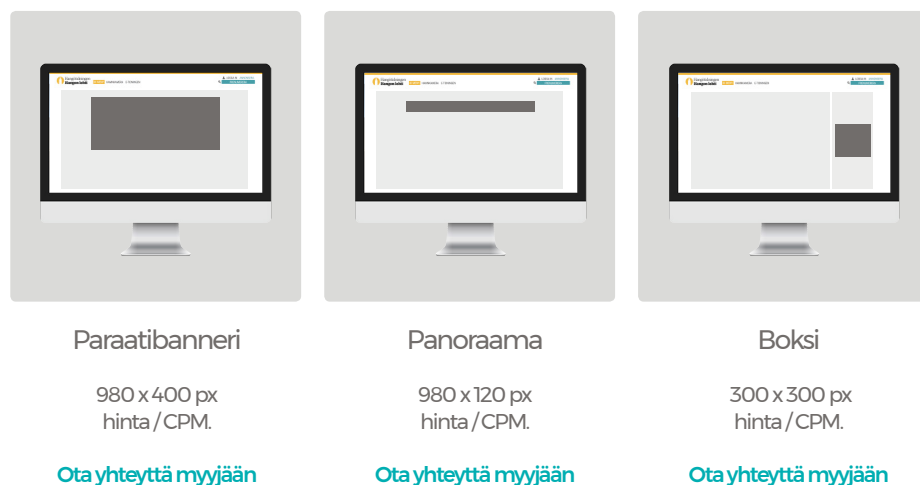 Paraatibanneri
980 x 400 px
hinta / CPM.
Ota yhteyttä myyjään
Panoraama
980 x 120 px
hinta / CPM.
Ota yhteyttä myyjään
Boksi
300 x 300 px
hinta / CPM.
Ota yhteyttä myyjään